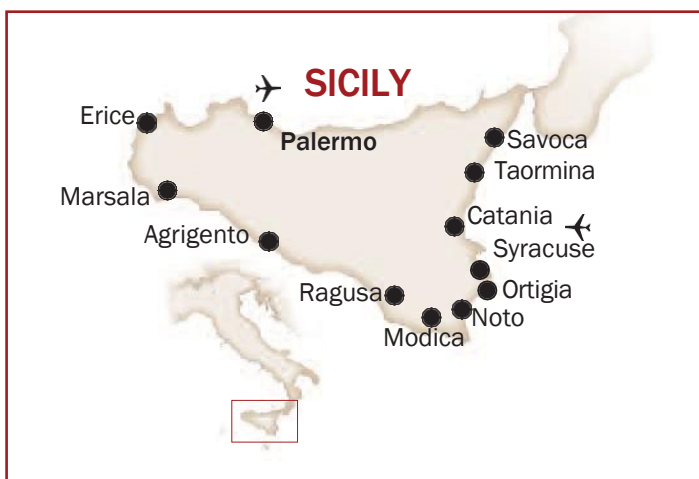 SICILY
Erice
Palermo
Savoca
Taormina
Marsala
Catania
Agrigento
Syracuse
Ragusa
Ortigia
Noto
Modica